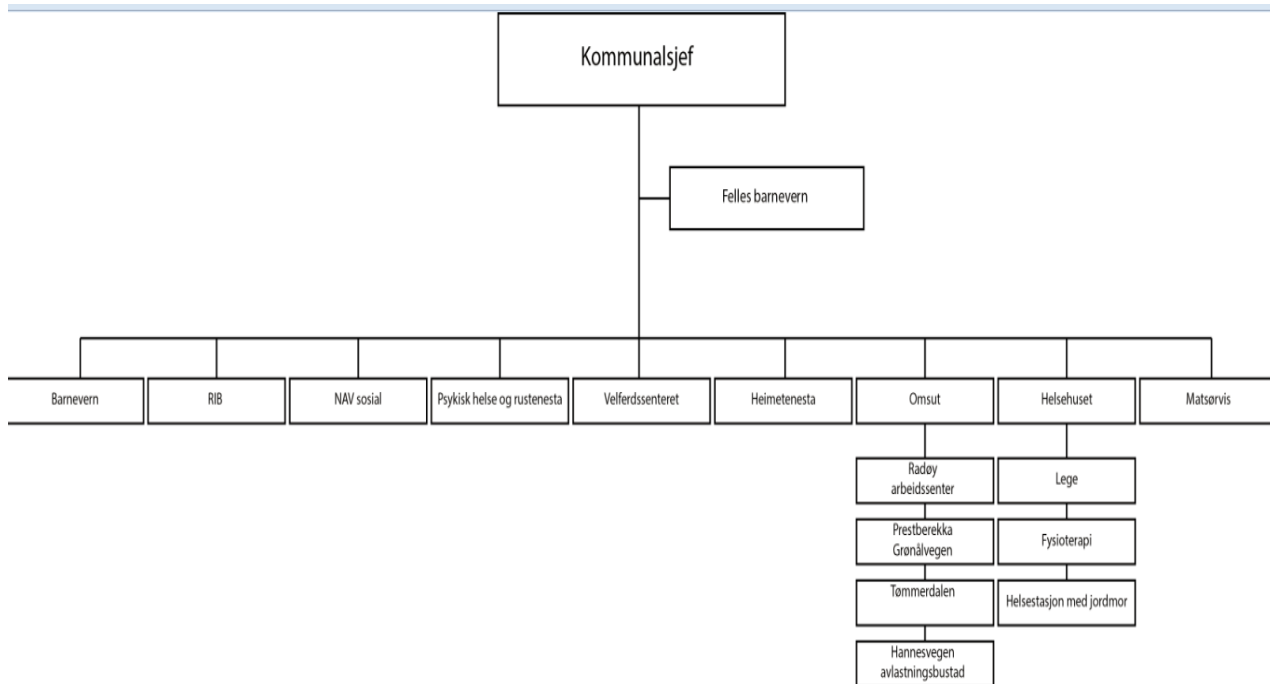 Kommunalsjef
Felles barnevern
Barnevern
RIB
NAV sosial
Psykisk helse og rustenesta
Velferdssenteret
Heimetenesta
Omsut
Helsehuset
Matsørvis
Radøy
arbeidssenter
Lege
Prestberekka
Grønålvegen
Fysioterapi
Tømmerdalen
Helsestasjon med jordmor
Hannesvegen
avlastningsbustad